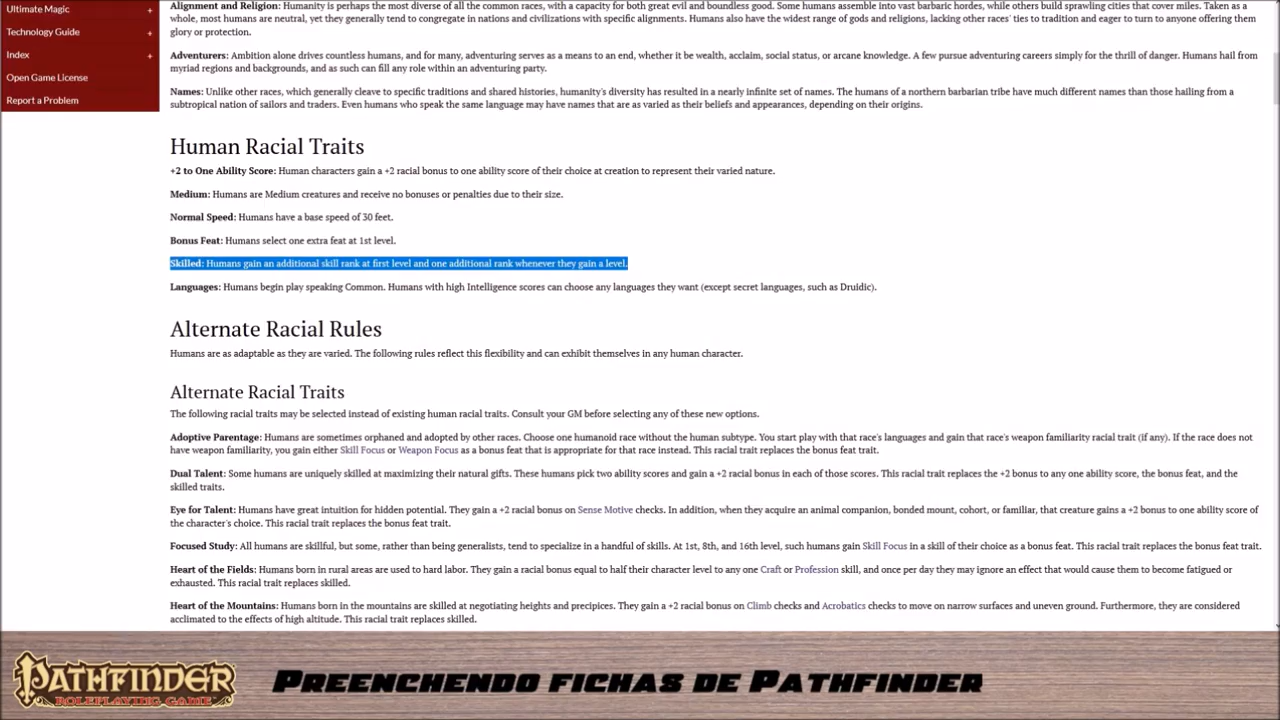 Ultimate Magic +
Technology Guide +
Index +
Open Game License
Report a Problem
Alignment and Religion: Humanity is perhaps the most diverse of all the common races, with a capacity for both great evil and boundless good. Some humans assemble into vast barbaric hordes, while others build sprawling cities that cover miles. Taken as a
whole, most humans are neutral, yet they generally tend to congregate in nations and civilizations with specific alignments. Humans also have the widest range of gods and religions, lacking other races' ties to tradition and eager to turn to anyone offering them
glory or protection.
Adventurers: Ambition alone drives countless humans, and for many, adventuring serves as a means to an end, whether it be wealth, acclaim, social status, or arcane knowledge. A few pursue adventuring careers simply for the thrill of danger. Humans hail from
myriad regions and backgrounds, and as such can fill any role within an adventuring party.
Names: Unlike other races, which generally cleave to specific traditions and shared histories, humanity's diversity has resulted in a nearly infinite set of names. The humans of a northern barbarian tribe have much different names than those hailing from a
subtropical nation of sailors and traders. Even humans who speak the same language may have names that are as varied as their beliefs and appearances, depending on their origins.
Human Racial Traits
+2 to One Ability Score: Human characters gain a +2 racial bonus to one ability score of their choice at creation to represent their varied nature.
Medium: Humans are Medium creatures and receive no bonuses or penalties due to their size.
Normal Speed: Humans have a base speed of 30 feet.
Bonus Feat: Humans select one extra feat at 1st level.
Skilled: Humans gain an additional skill rank at first level and one additional rank whenever they gain a level.
Languages: Humans begin play speaking Common. Humans with high Intelligence scores can choose any languages they want (except secret languages, such as Druidic).
Alternate Racial Rules
Humans are as adaptable as they are varied. The following rules reflect this flexibility and can exhibit themselves in any human character.
Alternate Racial Traits
The following racial traits may be selected instead of existing human racial traits. Consult your GM before selecting any of these new options.
Adoptive Parentage: Humans are sometimes orphaned and adopted by other races. Choose one humanoid race without the human subtype. You start play with that race's languages and gain that race's weapon familiarity racial trait (if any). If the race does not
have weapon familiarity, you gain either Skill Focus or Weapon Focus as a bonus feat that is appropriate for that race instead. This racial trait replaces the bonus feat trait.
Dual Talent: Some humans are uniquely skilled at maximizing their natural gifts. These humans pick two ability scores and gain a +2 racial bonus in each of those scores. This racial trait replaces the +2 bonus to any one ability score, the bonus feat, and the
skilled traits.
Eye for Talent: Humans have great intuition for hidden potential. They gain a +2 racial bonus on Sense Motive checks. In addition, when they acquire an animal companion, bonded mount, cohort, or familiar, that creature gains a +2 bonus to one ability score of
the character's choice. This racial trait replaces the bonus feat trait.
Focused Study: All humans are skillful, but some, rather than being generalists, tend to specialize in a handful of skills. At 1st, 8th, and 16th level, such humans gain Skill Focus in a skill of their choice as a bonus feat. This racial trait replaces the bonus feat trait.
Heart of the Fields: Humans born in rural areas are used to hard labor. They gain a racial bonus equal to half their character level to any one Craft or Profession skill, and once per day they may ignore an effect that would cause them to become fatigued or
exhausted. This racial trait replaces skilled.
Heart of the Mountains: Humans born in the mountains are skilled at negotiating heights and precipices. They gain a +2 racial bonus on Climb checks and Acrobatics checks to move on narrow surfaces and uneven ground. Furthermore, they are considered
acclimated to the effects of high altitude. This racial trait replaces skilled.
PATHFINDER
ROLEPLAYING GAME
PREENCHENDO FICHAS DE PATHFINDER